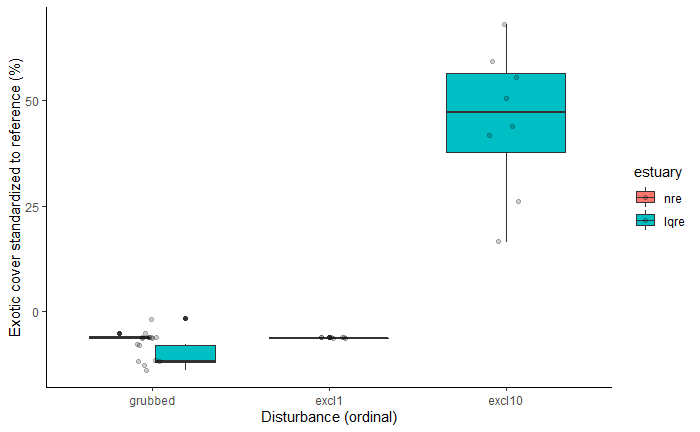 Exotic cover standardized to reference (%)
50
25
0
grubbed
excl1
excl10
Disturbance (ordinal)
estuary
nre
lqre